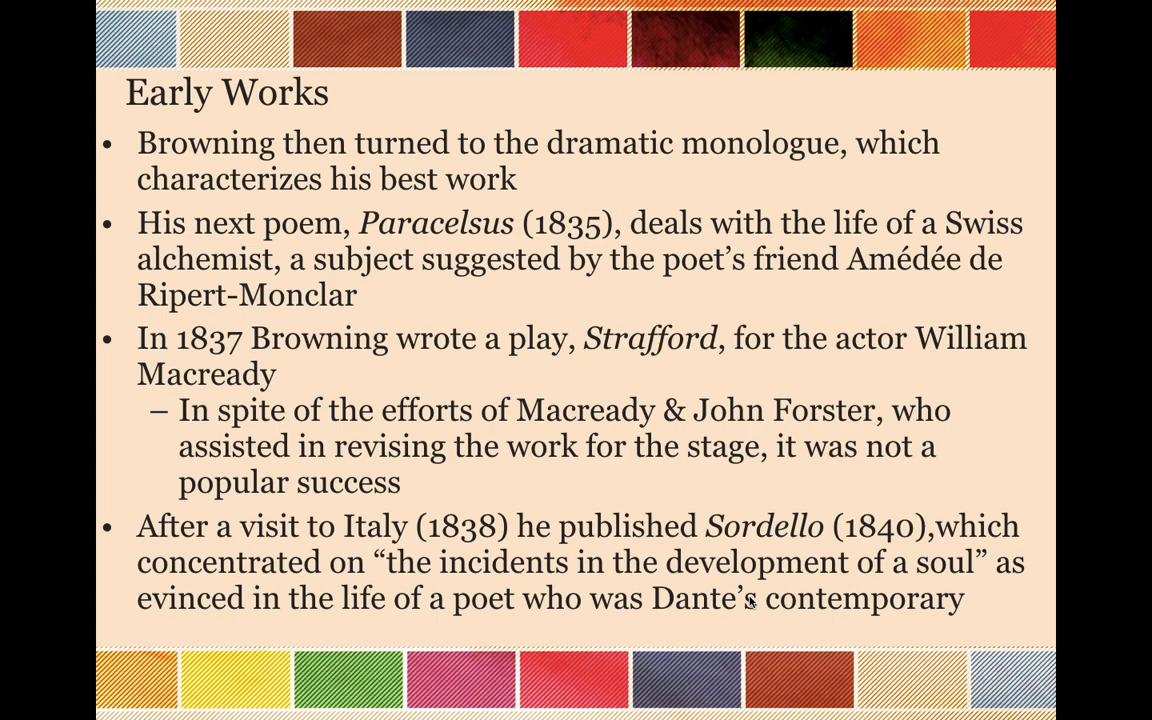 Early Works
• Browning then turned to the dramatic monologue, which
characterizes his best work
• His next poem, Paracelsus (1835), deals with the life of a Swiss
alchemist, a subject suggested by the poet’s friend Amédée de
Ripert-Monclar
• In 1837 Browning wrote a play, Strafford, for the actor William
Macready
– In spite of the efforts of Macready & John Forster, who
assisted in revising the work for the stage, it was not a
popular success
• After a visit to Italy (1838) he published Sordello (1840),which
concentrated on “the incidents in the development of a soul” as
evinced in the life of a poet who was Dante’s contemporary